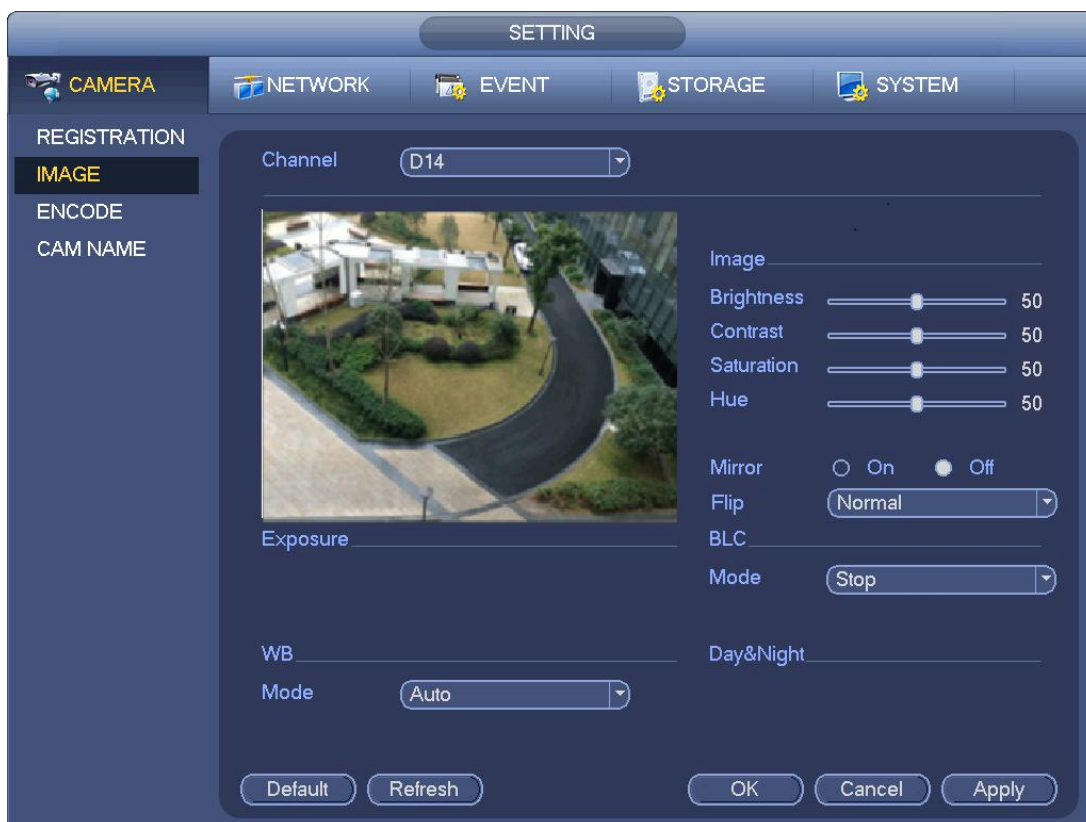 SETTING
CAMERA NETWORK EVENT STORAGE SYSTEM
REGISTRATION
IMAGE
ENCODE
CAM NAME
Channel D14
Image
Brightness 50
Contrast 50
Saturation 50
Hue 50
Mirror On Off
Flip Normal
Exposure BLC
Mode Stop
WB Day&Night
Mode Auto
Default Refresh OK Cancel Apply